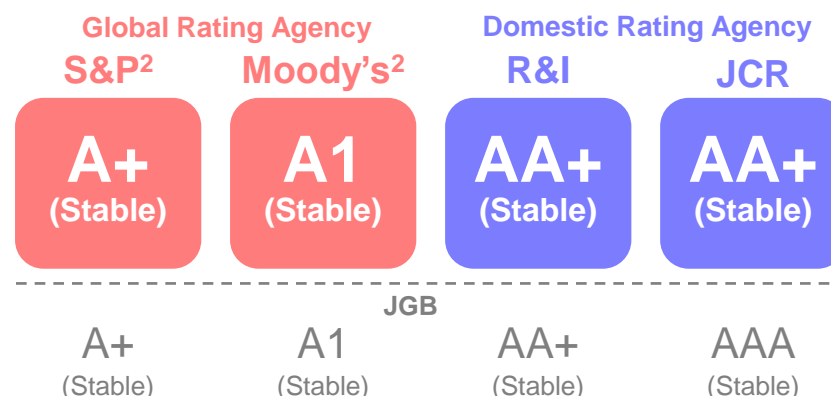 Global Rating Agency Domestic Rating Agency
S&P² Moody’s² R&I JCR
A+ A1 AA+ AA+
(Stable) (Stable) (Stable) (Stable)
JGB
A+ A1 AA+ AAA
(Stable) (Stable) (Stable) (Stable)